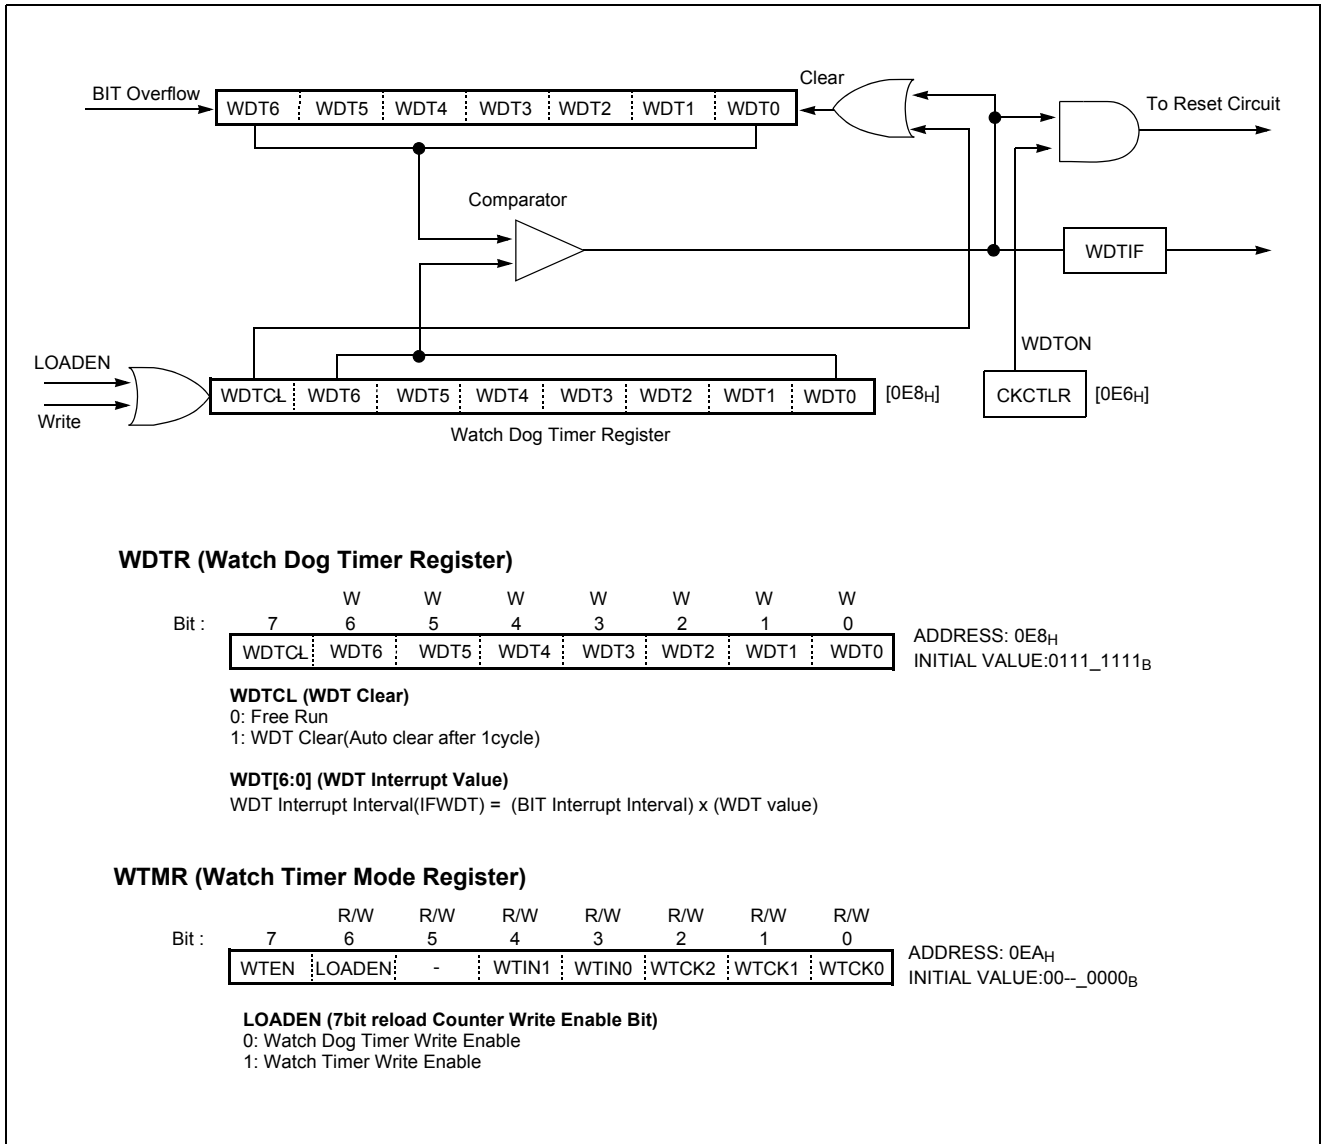 Clear
BIT Overflow
WDT6 WDT5 WDT4 WDT3 WDT2 WDT1 WDT0
To Reset Circuit
Comparator
WDTIF
WDTON
LOADEN
Write
WDTCL WDT6 WDT5 WDT4 WDT3 WDT2 WDT1 WDT0 [0E8H]
CKCTLR [0E6H]
Watch Dog Timer Register
WDTR (Watch Dog Timer Register)
W W W W W W W
Bit : 7 6 5 4 3 2 1 0
WDTCL WDT6 WDT5 WDT4 WDT3 WDT2 WDT1 WDT0
ADDRESS: 0E8H
INITIAL VALUE:0111_1111B
WDTCL (WDT Clear)
0: Free Run
1: WDT Clear(Auto clear after 1cycle)
WDT[6:0] (WDT Interrupt Value)
WDT Interrupt Interval(IFWDT) = (BIT Interrupt Interval) x (WDT value)
WTMR (Watch Timer Mode Register)
R/W R/W R/W R/W R/W R/W R/W
Bit : 7 6 5 4 3 2 1 0
WTEN LOADEN - WTIN1 WTIN0 WTCK2 WTCK1 WTCK0
ADDRESS: 0EAH
INITIAL VALUE:00--_0000B
LOADEN (7bit reload Counter Write Enable Bit)
0: Watch Dog Timer Write Enable
1: Watch Timer Write Enable